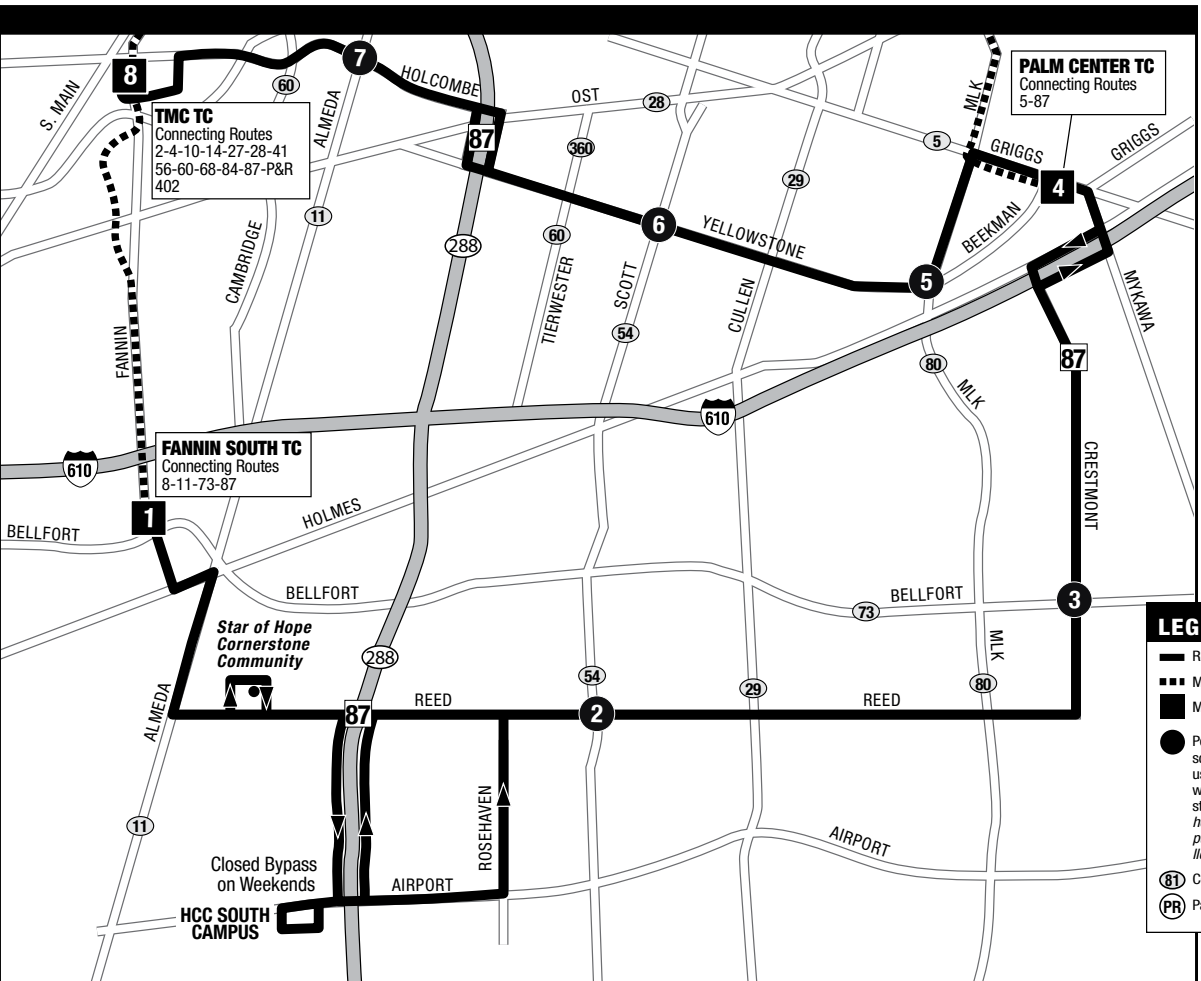 8
7
60
S. MAIN
TMC TC
Connecting Routes
2-4-10-14-27-28-41
56-60-68-84-87-P&R
402
ALMEDA
HOLCOMBE
87
OST
28
MLK
PALM CENTER TC
Connecting Routes
5-87
5
GRIGGS
GRIGGS
4
360
29
11
CAMBRIDGE
288
60
TIERWESTER
6
SCOTT
YELLOWSTONE
CULLEN
BEEKMAN
5
MYKAWA
FANNIN
54
80
MLK
87
610
610
FANNIN SOUTH TC
Connecting Routes
8-11-73-87
1
BELLFORT
HOLMES
CRESTMONT
BELLFORT
BELLFORT
73
3
Star of Hope
Cornerstone
Community
288
MLK
54
29
80
ALMEDA
87
REED
2
REED
11
ROSEHAVEN
AIRPORT
Closed Bypass
on Weekends
AIRPORT
HCC SOUTH
CAMPUS
LEG
R
M
M
P
s
us
w
st
h
p
81 C
PR P